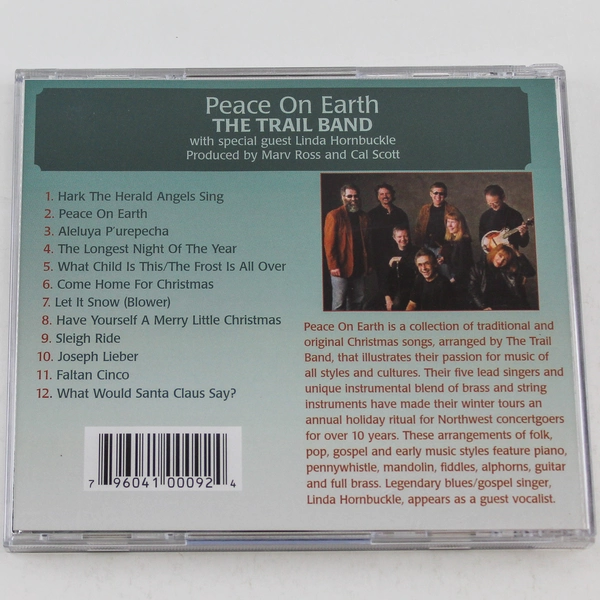 Peace On Earth
THE TRAIL BAND
with special guest Linda Hornbuckle
Produced by Marv Ross and Cal Scott
1. Hark The Herald Angels Sing
2. Peace On Earth
3. Aleluya P'urepecha
4. The Longest Night Of The Year
5. What Child Is This/The Frost Is All Over
6. Come Home For Christmas
7. Let It Snow (Blower)
8. Have Yourself A Merry Little Christmas
9. Sleigh Ride
10. Joseph Lieber
11. Faltan Cinco
12. What Would Santa Claus Say?
Peace On Earth is a collection of traditional and
original Christmas songs, arranged by The Trail
Band, that illustrates their passion for music of
all styles and cultures. Their five lead singers and
unique instrumental blend of brass and string
instruments have made their winter tours an
annual holiday ritual for Northwest concertgoers
for over 10 years. These arrangements of folk,
pop, gospel and early music styles feature piano,
pennywhistle, mandolin, fiddles, alphorns, guitar
and full brass. Legendary blues/gospel singer,
Linda Hornbuckle, appears as a guest vocalist.
7 96041 00092 4